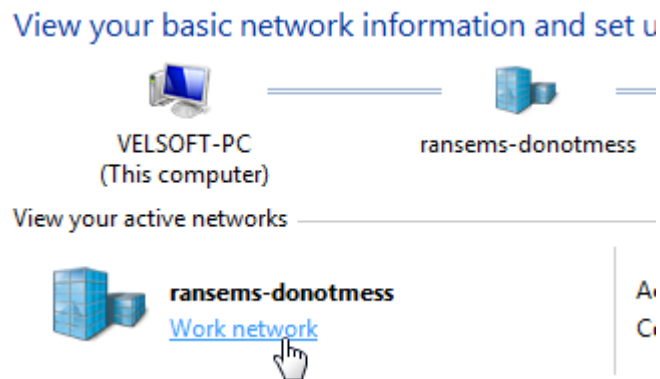 View your basic network information and set u
VELSOFT-PC
(This computer)
ransems-donotmess
View your active networks
ransems-donotmess
Work network